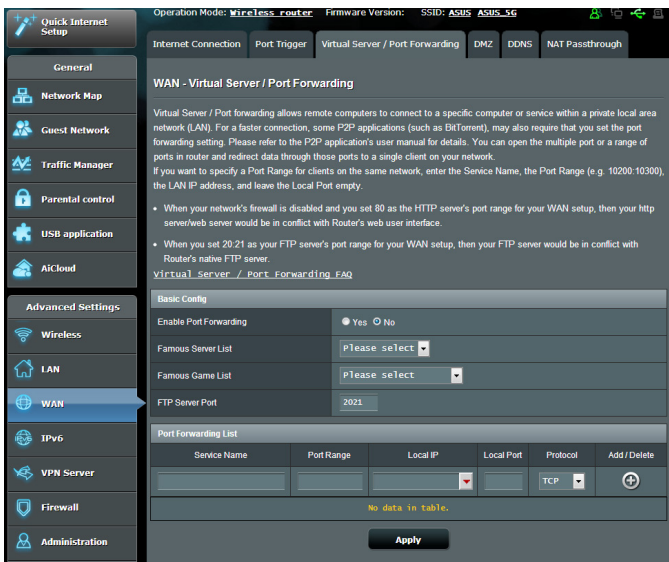 Quick Internet
Setup
Operation Mode: Wireless router Firmware Version: SSID: ASUS ASUS_5G
Internet Connection Port Trigger Virtual Server / Port Forwarding DMZ DDNS NAT Passthrough
General
Network Map
Guest Network
Traffic Manager
Parental control
USB application
AiCloud
Advanced Settings
Wireless
LAN
WAN
IPv6
VPN Server
Firewall
Administration
WAN - Virtual Server / Port Forwarding
Virtual Server / Port forwarding allows remote computers to connect to a specific computer or service within a private local area
network (LAN). For a faster connection, some P2P applications (such as BitTorrent), may also require that you set the port
forwarding setting. Please refer to the P2P application's user manual for details. You can open the multiple port or a range of
ports in router and redirect data through those ports to a single client on your network.
If you want to specify a Port Range for clients on the same network, enter the Service Name, the Port Range (e.g. 10200:10300),
the LAN IP address, and leave the Local Port empty.
• When your network's firewall is disabled and you set 80 as the HTTP server's port range for your WAN setup, then your http
server/web server would be in conflict with Router's web user interface.
• When you set 20:21 as your FTP server's port range for your WAN setup, then your FTP server would be in conflict with
Router's native FTP server.
Virtual Server / Port Forwarding FAQ
Basic Config
Enable Port Forwarding Yes No
Famous Server List Please select
Famous Game List Please select
FTP Server Port 2021
Port Forwarding List
Service Name Port Range Local IP Local Port Protocol Add / Delete
TCP
No data in table.
Apply